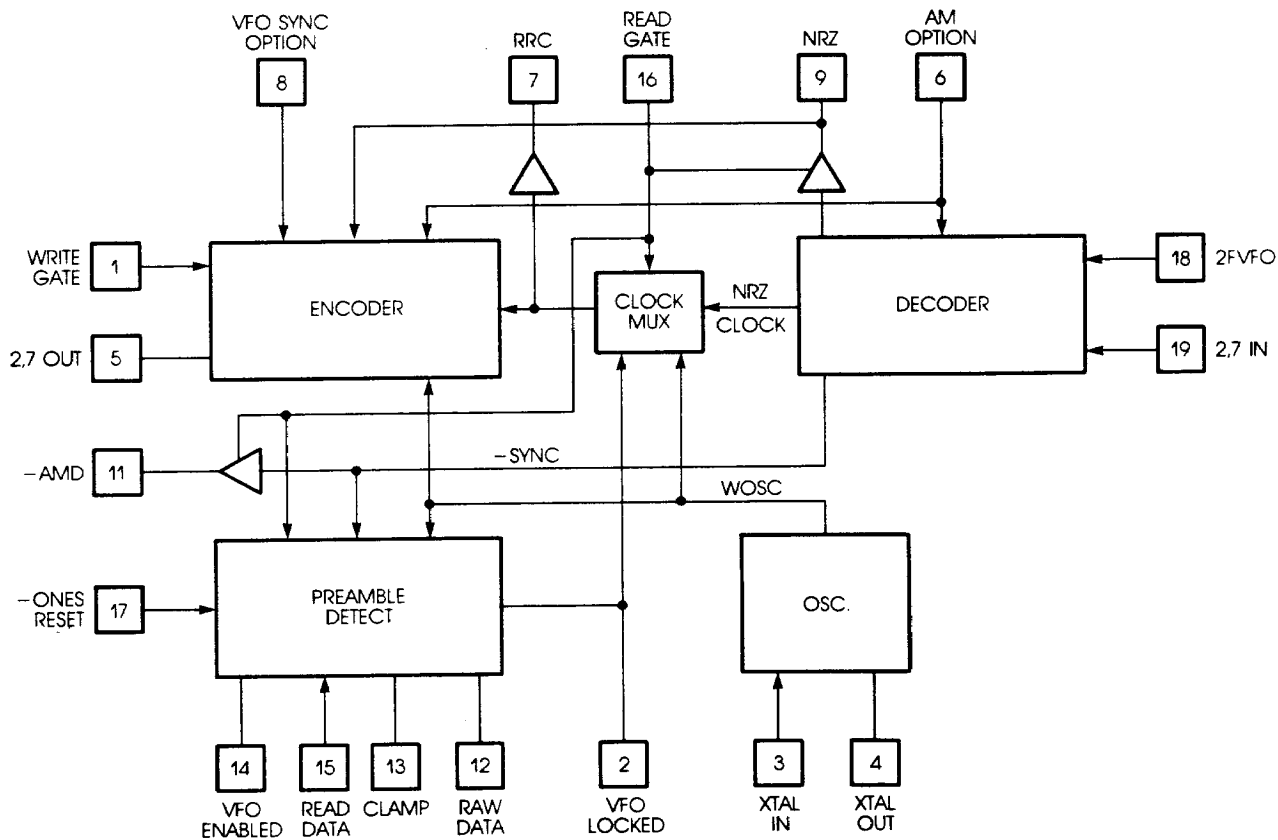 VFO SYNC
OPTION
8
RRC
7
READ
GATE
16
NRZ
9
AM
OPTION
6
WRITE
GATE
1
2,7 OUT
5
ENCODER
CLOCK
MUX
NRZ
CLOCK
DECODER
18
2FVFO
19
2,7 IN
–AMD
11
–SYNC
WOSC
–ONES
RESET
17
PREAMBLE
DETECT
OSC.
14
VFO
ENABLED
15
READ
DATA
13
CLAMP
12
RAW
DATA
2
VFO
LOCKED
3
XTAL
IN
4
XTAL
OUT